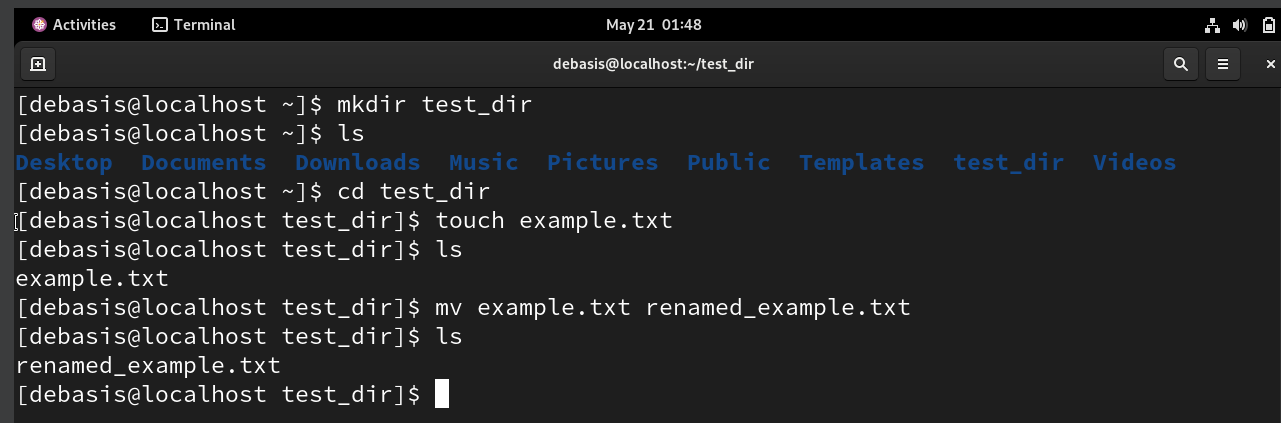 Activities Terminal May 21 01:48
debasis@localhost:~/test_dir
[debasis@localhost ~]$ mkdir test_dir
[debasis@localhost ~]$ ls
Desktop Documents Downloads Music Pictures Public Templates test_dir Videos
[debasis@localhost ~]$ cd test_dir
[debasis@localhost test_dir]$ touch example.txt
[debasis@localhost test_dir]$ ls
example.txt
[debasis@localhost test_dir]$ mv example.txt renamed_example.txt
[debasis@localhost test_dir]$ ls
renamed_example.txt
[debasis@localhost test_dir]$